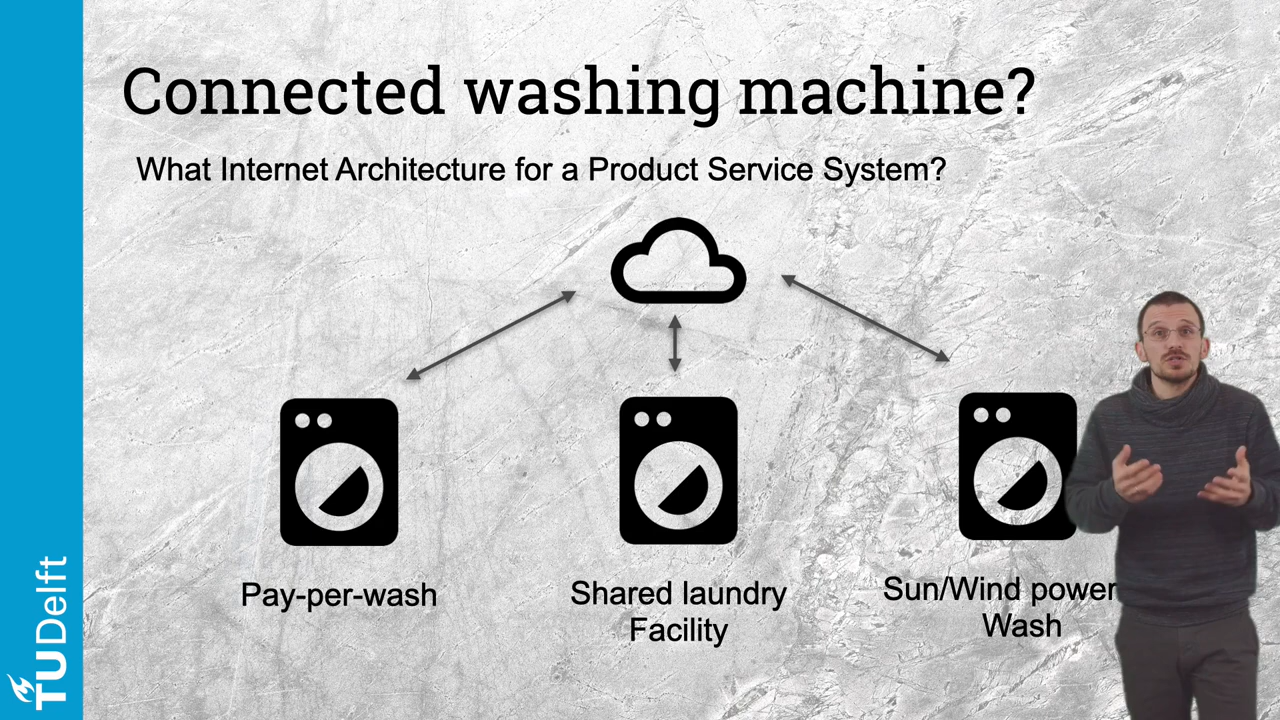 Connected washing machine?
What Internet Architecture for a Product Service System?
Pay-per-wash
Shared laundry
Facility
Sun/Wind power
Wash
TUDelft